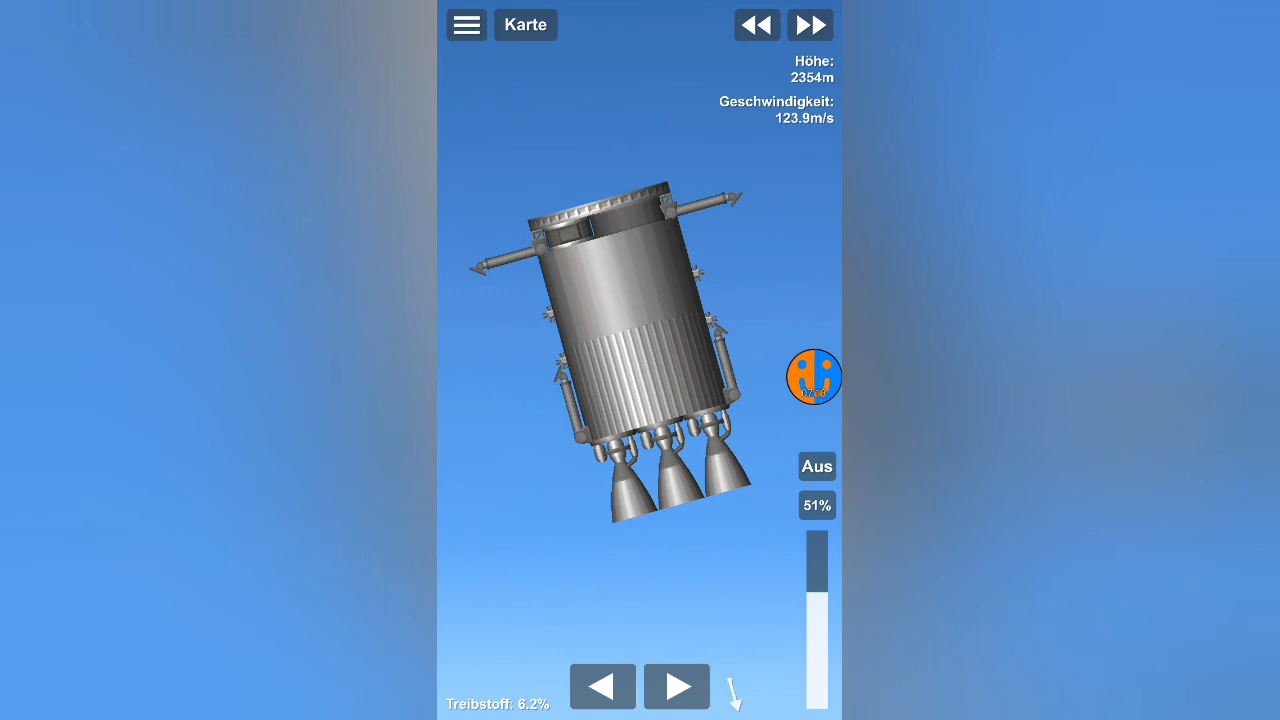 Karte
Höhe:
2354m
Geschwindigkeit:
123.9m/s
Aus
51%
Treibstoff: 6.2%